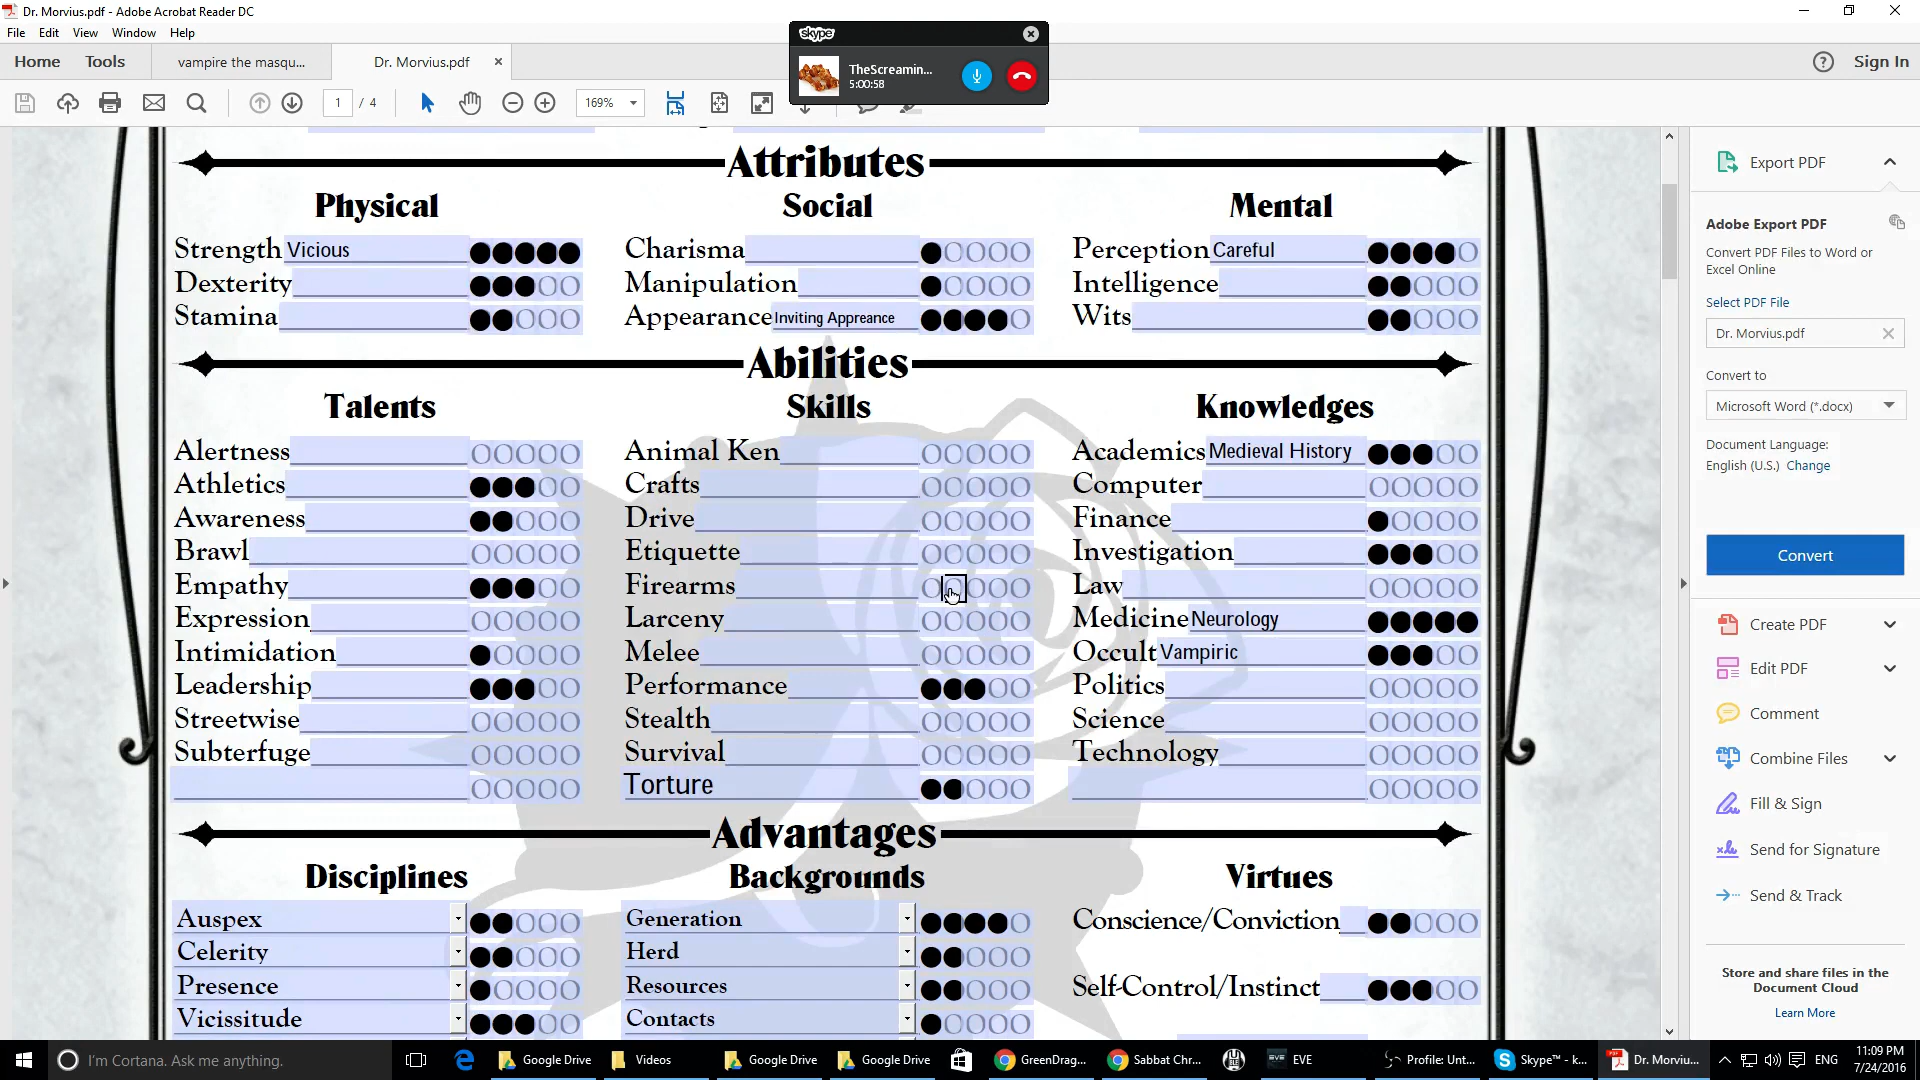 Dr. Morvius.pdf - Adobe Acrobat Reader DC
File Edit View Window Help
skype
TheScreamin...
5:00:58
Home Tools vampire the masqu... Dr. Morvius.pdf × Sign In
1 / 4 169%
Attributes
Physical Social Mental
Strength Vicious Charisma Perception Careful
Dexterity Manipulation Intelligence
Stamina Appearance Inviting Appreance Wits
Abilities
Talents Skills Knowledges
Alertness Animal Ken Academics Medieval History
Athletics Crafts Computer
Awareness Drive Finance
Brawl Etiquette Investigation
Empathy Firearms Law
Expression Larceny Medicine Neurology
Intimidation Melee Occult Vampiric
Leadership Performance Politics
Streetwise Stealth Science
Subterfuge Survival Technology
Torture
Advantages
Disciplines Backgrounds Virtues
Auspex Generation Conscience/Conviction
Celerity Herd
Presence Resources Self-Control/Instinct
Vicissitude Contacts
Export PDF
Adobe Export PDF
Convert PDF Files to Word or
Excel Online
Select PDF File
Dr. Morvius.pdf
Convert to
Microsoft Word (*.docx)
Document Language:
English (U.S.) Change
Convert
Create PDF
Edit PDF
Comment
Combine Files
Fill & Sign
Send for Signature
Send & Track
Store and share files in the
Document Cloud
Learn More
I'm Cortana. Ask me anything. Google Drive Videos Google Drive Google Drive GreenDrag... Sabbat Chr... EVE Profile: Unt... Skype™ - k... Dr. Morviu... ENG 11:09 PM
7/24/2016